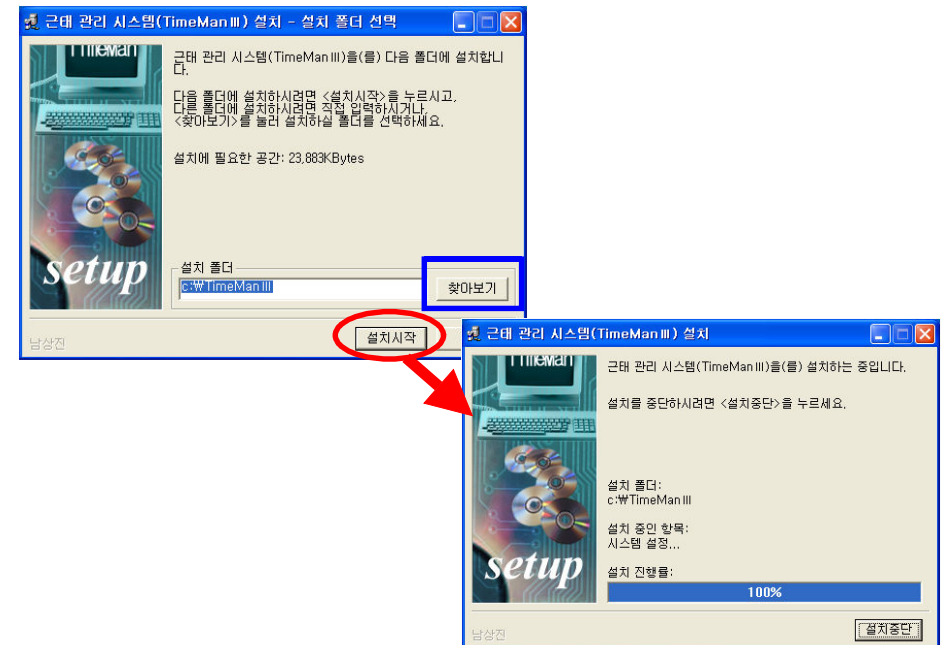 근태 관리 시스템(TimeManⅢ) 설치 - 설치 폴더 선택
TimeMan
근태 관리 시스템(TimeManⅢ)을(를) 다음 폴더에 설치합니
다.
다음 폴더에 설치하시려면 <설치시작>을 누르시고,
다른 폴더에 설치하시려면 직접 입력하시거나,
<찾아보기>를 눌러 설치하실 폴더를 선택하세요.
설치에 필요한 공간: 23,883KBytes
setup
설치 폴더
c:₩TimeManⅢ
찾아보기
남상진
설치시작
근태 관리 시스템(TimeManⅢ) 설치
TimeMan
근태 관리 시스템(TimeManⅢ)을(를) 설치하는 중입니다.
설치를 중단하시려면 <설치중단>을 누르세요.
설치 폴더:
c:₩TimeManⅢ
설치 중인 항목:
시스템 설정...
setup
설치 진행률:
100%
남상진
설치중단